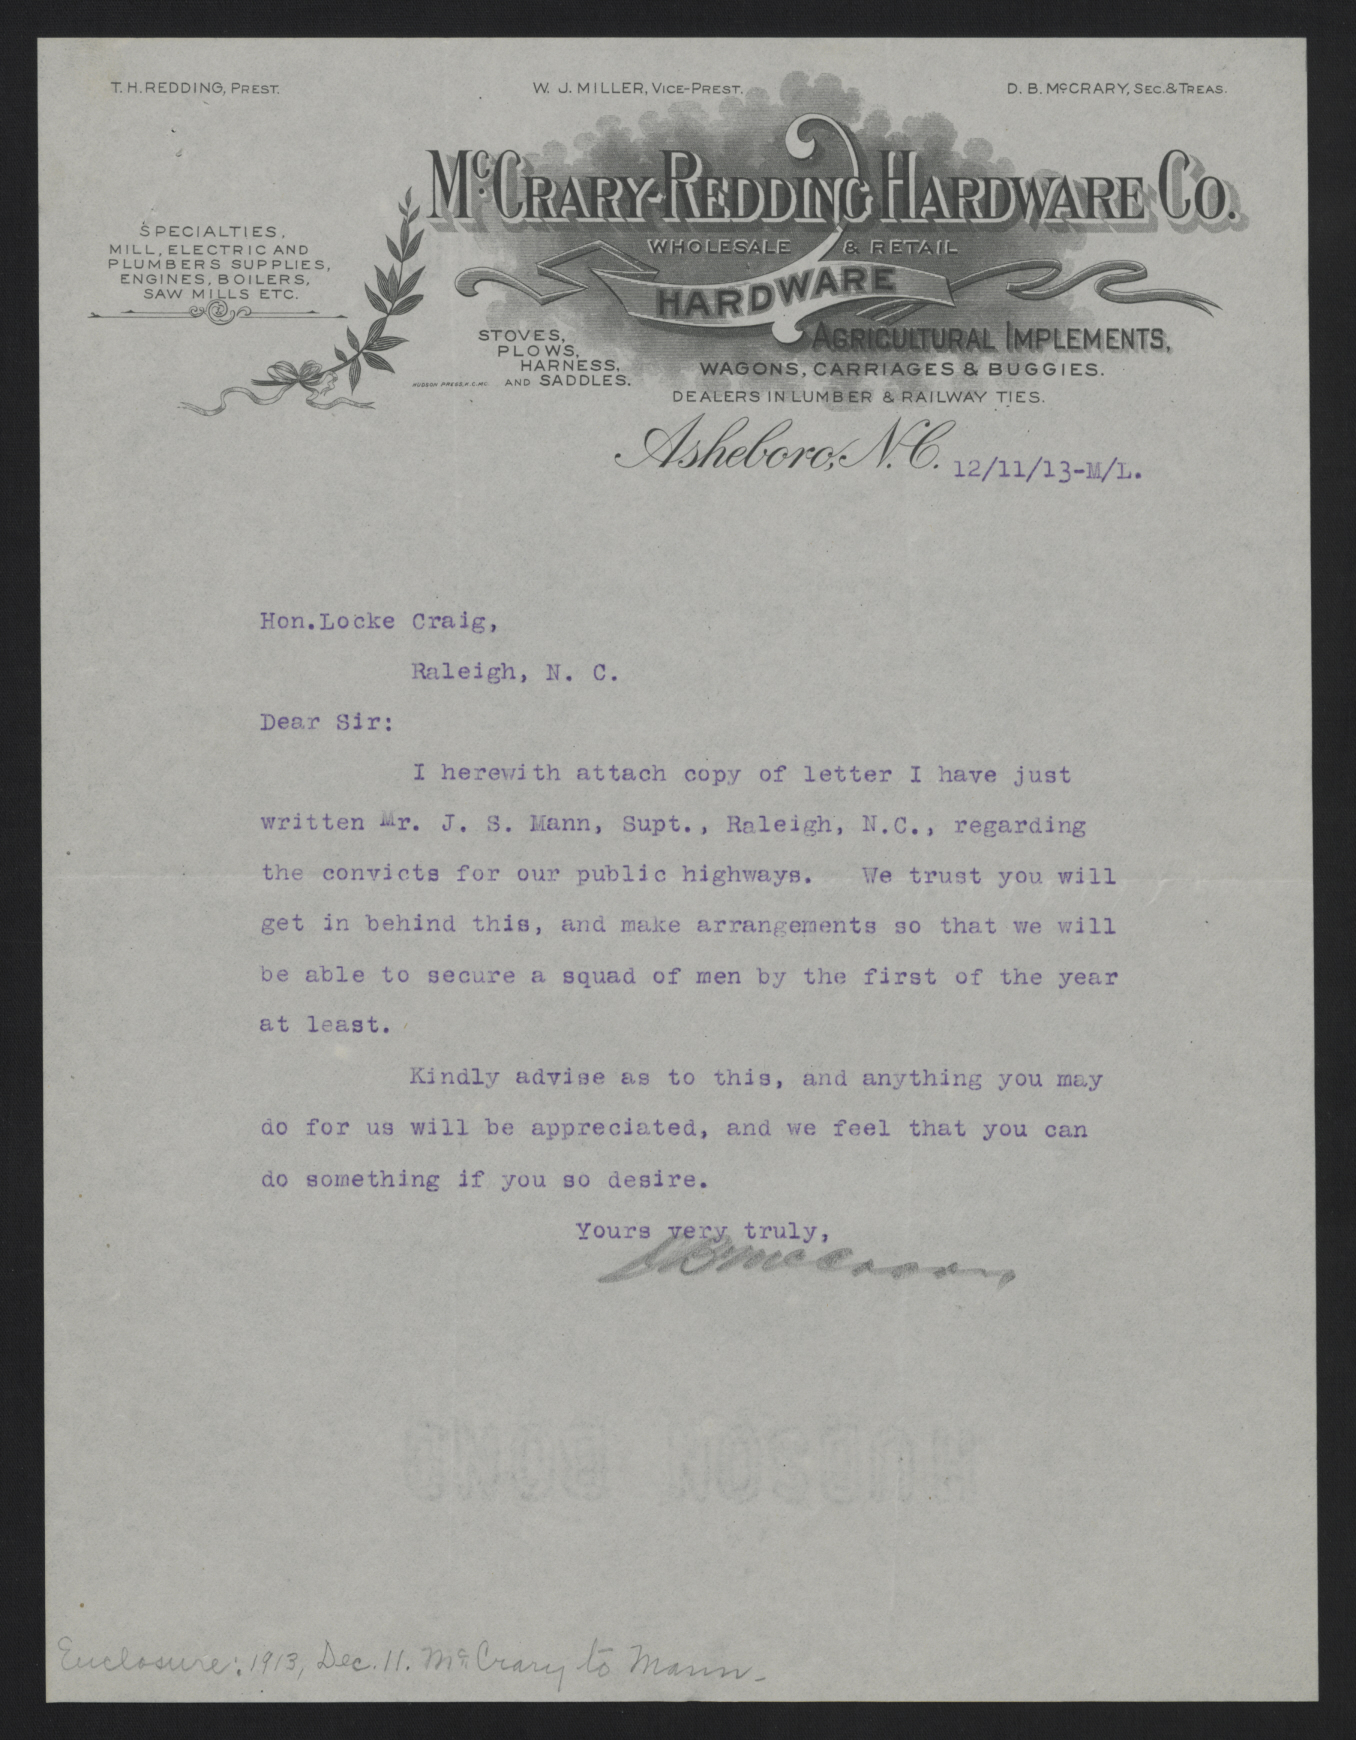 T. H. REDDING, PREST.
W. J. MILLER, VICE-PREST.
D. B. McCRARY, SEC. & TREAS.
McCRARY-REDDING HARDWARE CO.
WHOLESALE & RETAIL
HARDWARE
SPECIALTIES,
MILL, ELECTRIC AND
PLUMBERS SUPPLIES,
ENGINES, BOILERS,
SAW MILLS ETC.
STOVES,
PLOWS,
HARNESS,
AND SADDLES.
AGRICULTURAL IMPLEMENTS,
WAGONS, CARRIAGES & BUGGIES.
DEALERS IN LUMBER & RAILWAY TIES.
HUDSON PRESS, K.C. MO.
Asheboro, N.C. 12/11/13-M/L.
Hon.Locke Craig,
Raleigh, N. C.
Dear Sir:
I herewith attach copy of letter I have just
written Mr. J. S. Mann, Supt., Raleigh, N.C., regarding
the convicts for our public highways. We trust you will
get in behind this, and make arrangements so that we will
be able to secure a squad of men by the first of the year
at least.
Kindly advise as to this, and anything you may
do for us will be appreciated, and we feel that you can
do something if you so desire.
Yours very truly,
D B McCrary
HUDSON BOND
Enclosure: 1913, Dec. 11. McCrary to Mann-